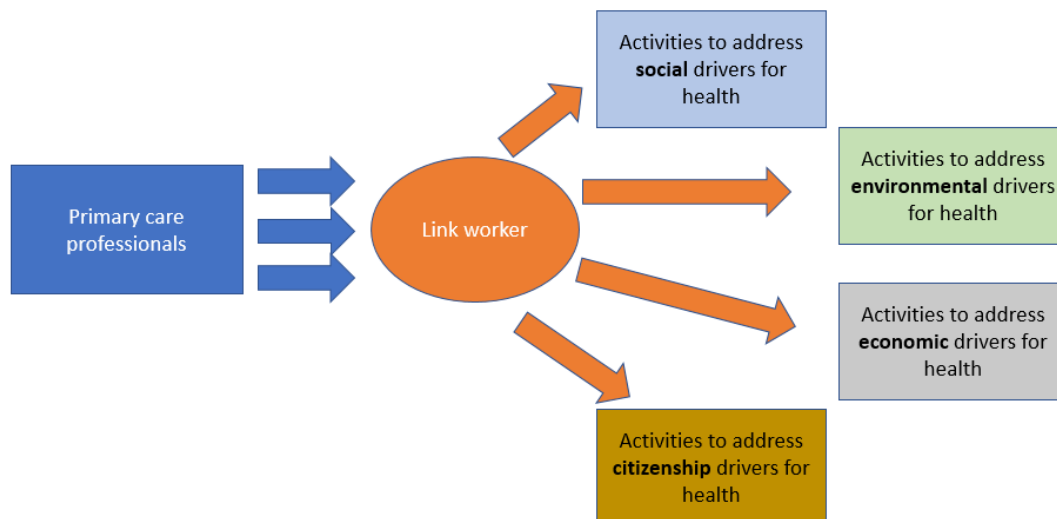 Activities to address
social drivers for
health
Activities to address
environmental drivers
for health
Primary care
professionals
Link worker
Activities to address
economic drivers for
health
Activities to address
citizenship drivers for
health